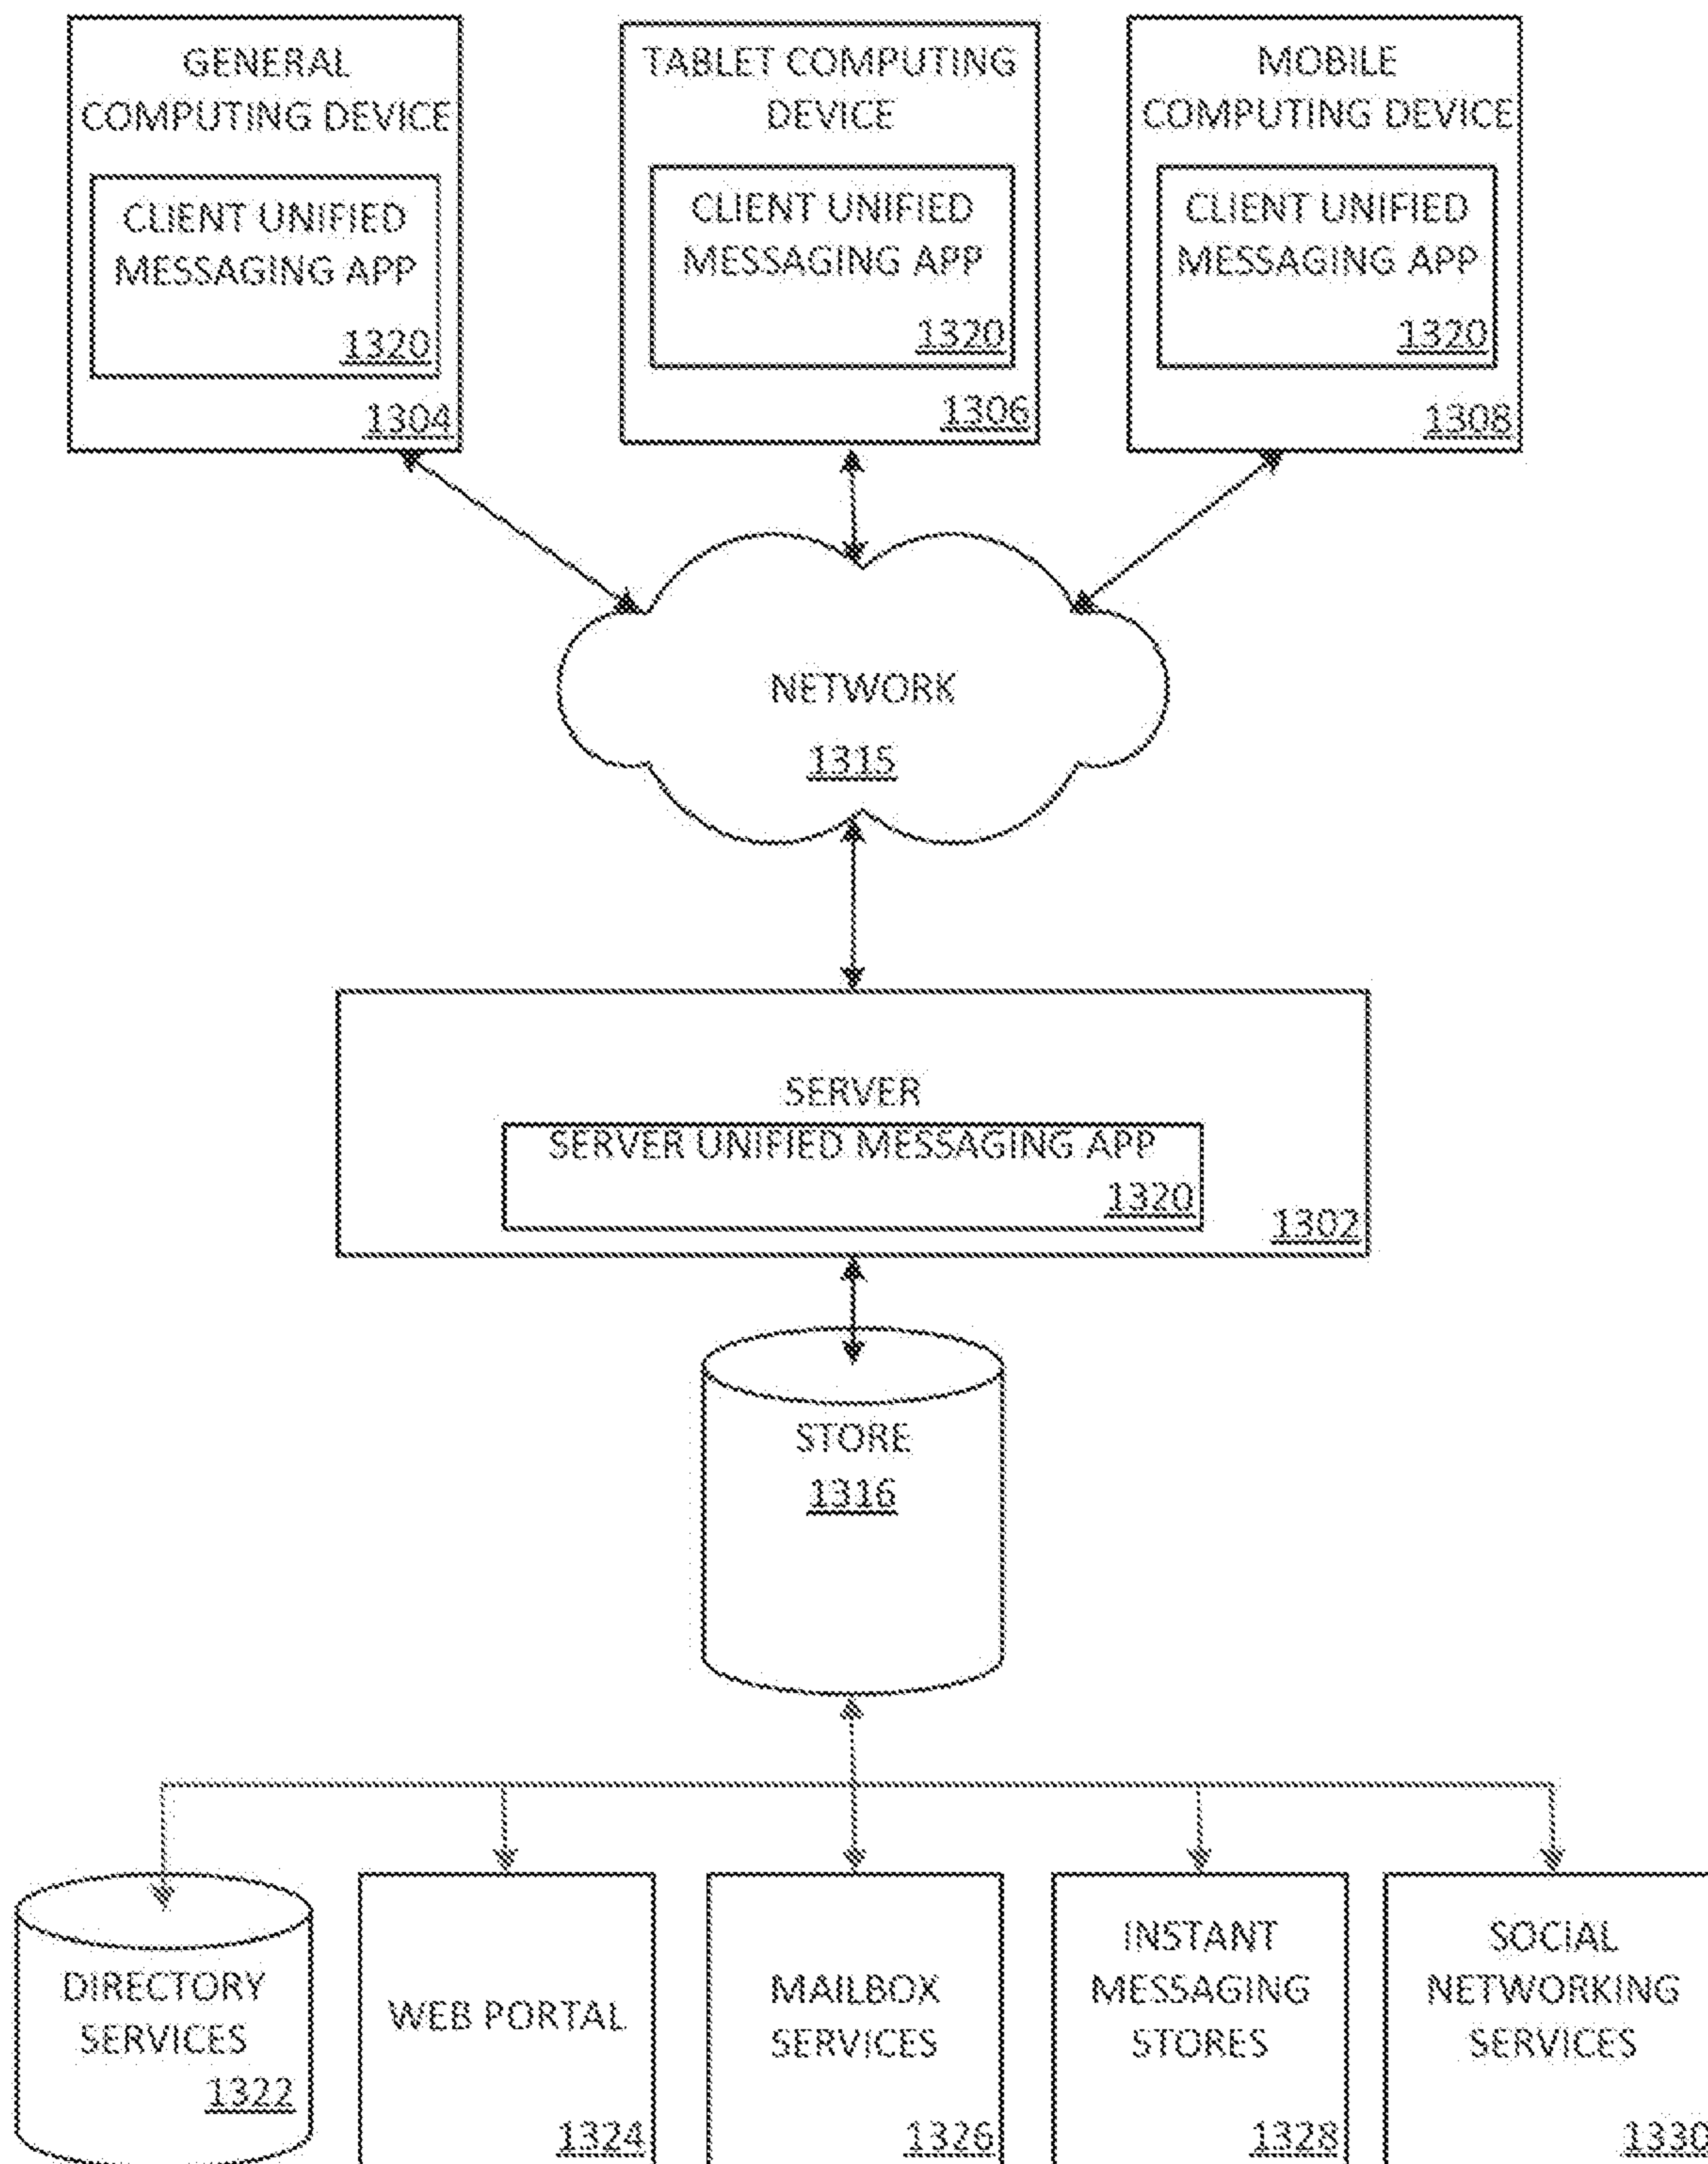 GENERAL
COMPUTING DEVICE
CLIENT UNIFIED
MESSAGING APP
1320
1304
TABLET COMPUTING
DEVICE
CLIENT UNIFIED
MESSAGING APP
1320
1306
MOBILE
COMPUTING DEVICE
CLIENT UNIFIED
MESSAGING APP
1320
1308
NETWORK
1315
SERVER
SERVER UNIFIED MESSAGING APP
1320
1302
STORE
1316
DIRECTORY
SERVICES
1322
WEB PORTAL
1324
MAILBOX
SERVICES
1326
INSTANT
MESSAGING
STORES
1328
SOCIAL
NETWORKING
SERVICES
1330